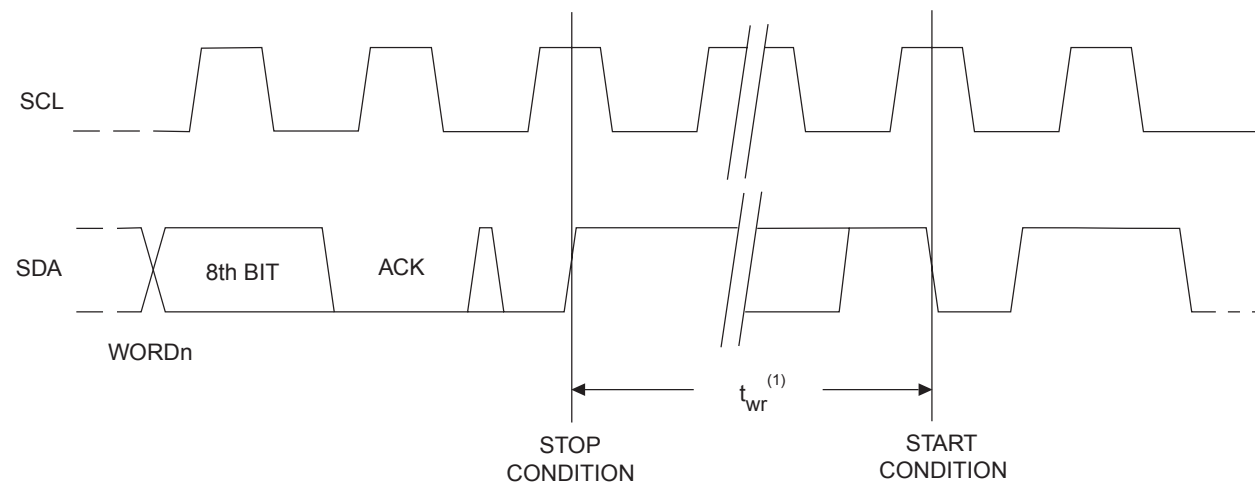 SCL
SDA
8th BIT
ACK
WORDn
twr(1)
STOP
CONDITION
START
CONDITION